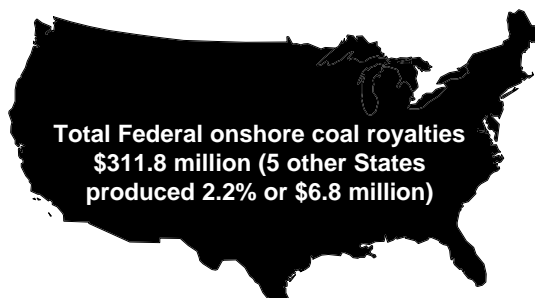 Total Federal onshore coal royalties
$311.8 million (5 other States
produced 2.2% or $6.8 million)